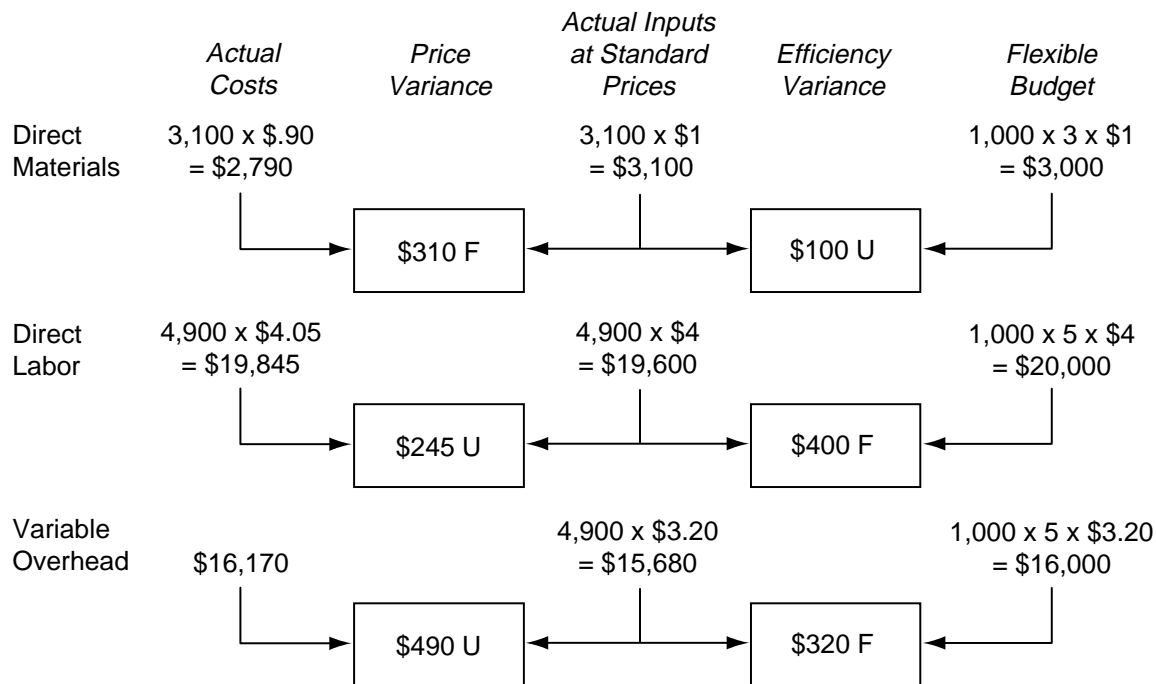 Actual
Costs
Price
Variance
Actual Inputs
at Standard
Prices
Efficiency
Variance
Flexible
Budget
Direct
Materials
3,100 x $.90
= $2,790
3,100 x $1
= $3,100
1,000 x 3 x $1
= $3,000
$310 F
$100 U
Direct
Labor
4,900 x $4.05
= $19,845
4,900 x $4
= $19,600
1,000 x 5 x $4
= $20,000
$245 U
$400 F
Variable
Overhead
$16,170
4,900 x $3.20
= $15,680
1,000 x 5 x $3.20
= $16,000
$490 U
$320 F